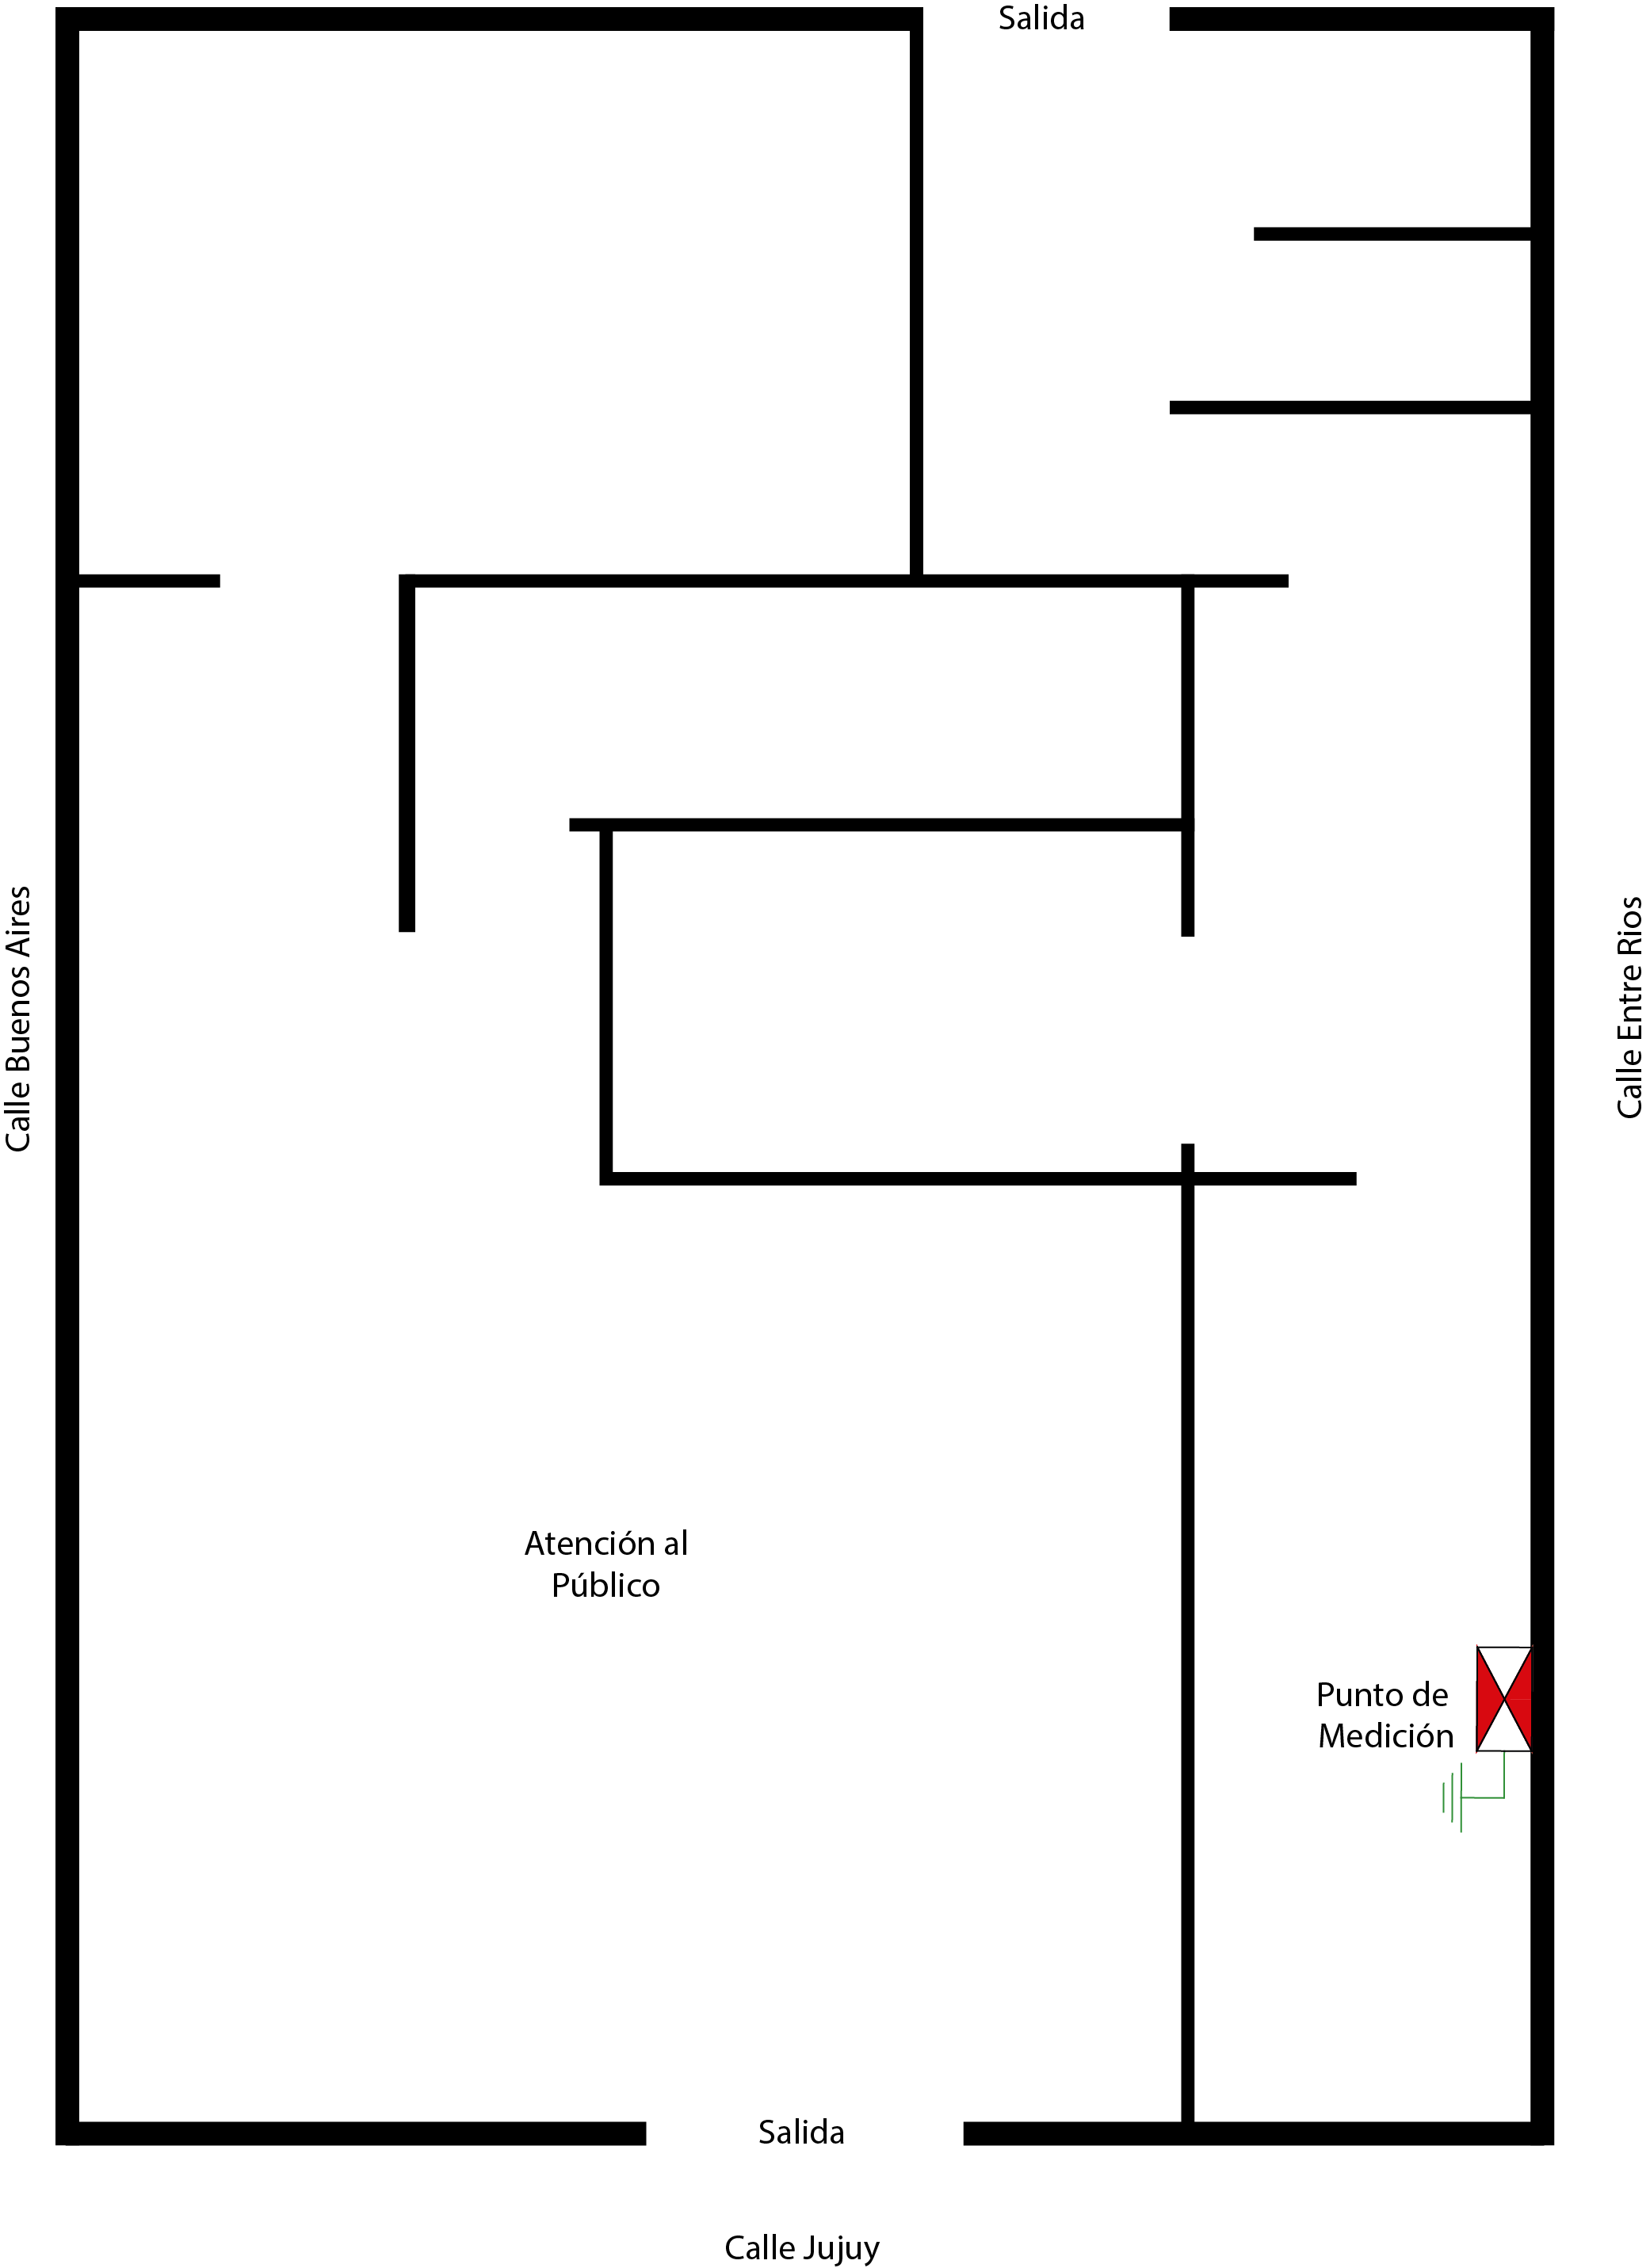 Salida
Calle Buenos Aires
Calle Entre Rios
Atención al
Público
Punto de
Medición
Salida
Calle Jujuy